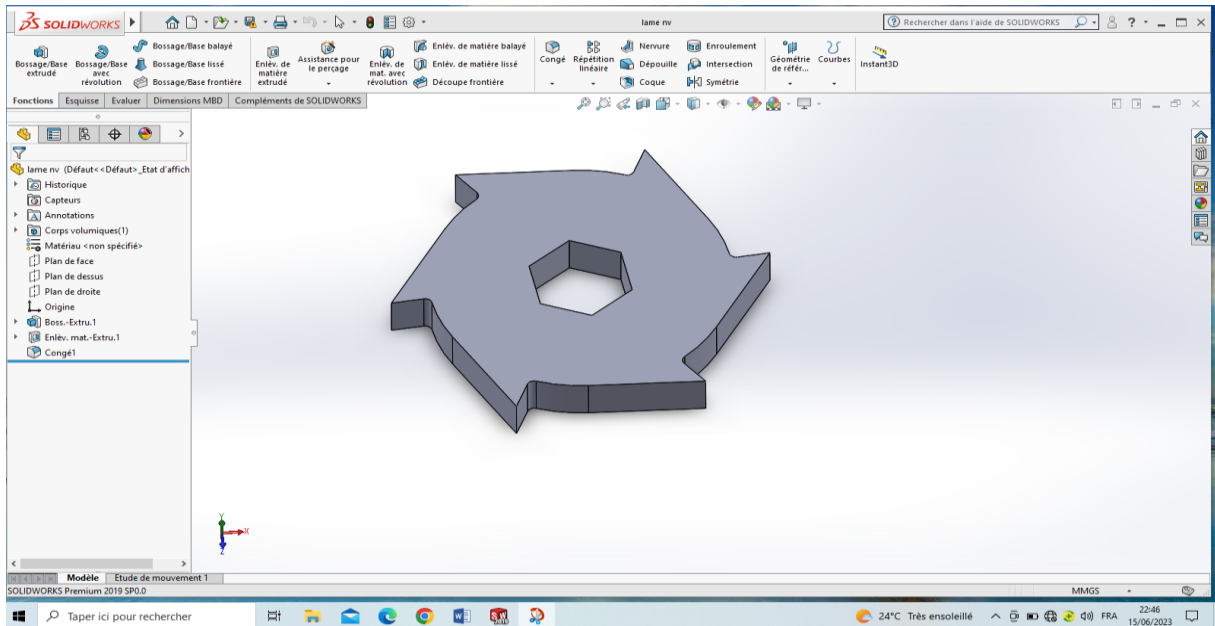 SOLIDWORKS
lame nv
Rechercher dans l'aide de SOLIDWORKS
?
Bossage/Base extrudé
Bossage/Base avec révolution
Bossage/Base balayé
Bossage/Base lissé
Bossage/Base frontière
Enlèv. de matière extrudé
Assistance pour le perçage
Enlèv. de mat. avec révolution
Enlèv. de matière balayé
Enlèv. de matière lissé
Découpe frontière
Congé
Répétition linéaire
Nervure
Dépouille
Coque
Enroulement
Intersection
Symétrie
Géométrie de référ...
Courbes
Instant3D
Fonctions
Esquisse
Evaluer
Dimensions MBD
Compléments de SOLIDWORKS
lame nv (Défaut<<Défaut>_Etat d'affich
Historique
Capteurs
Annotations
Corps volumiques(1)
Matériau <non spécifié>
Plan de face
Plan de dessus
Plan de droite
Origine
Boss.-Extru.1
Enlèv. mat.-Extru.1
Congé1
Y
X
Z
Modèle
Etude de mouvement 1
SOLIDWORKS Premium 2019 SP0.0
MMGS
Taper ici pour rechercher
24°C Très ensoleillé
FRA
22:46
15/06/2023